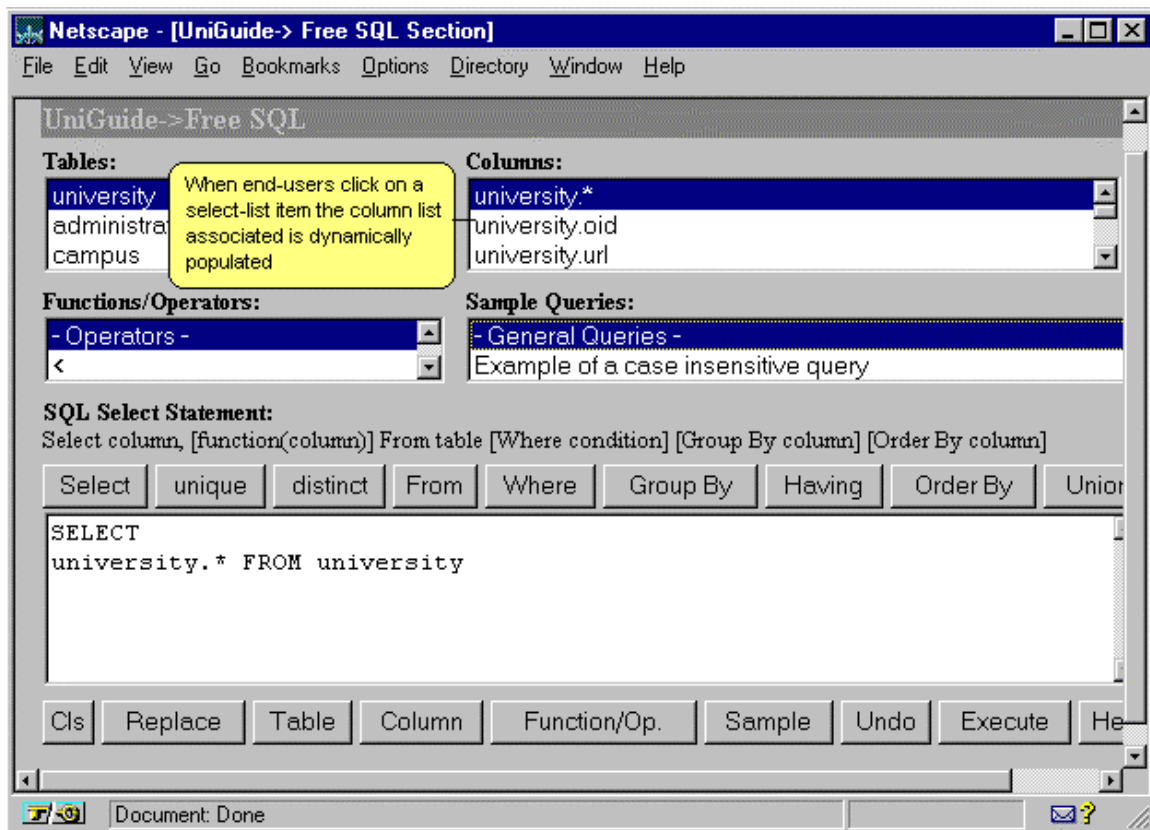 Netscape - [UniGuide-> Free SQL Section]
File Edit View Go Bookmarks Options Directory Window Help
UniGuide->Free SQL
Tables: Columns:
university
administra
campus
When end-users click on a
select-list item the column list
associated is dynamically
populated
university.*
university.oid
university.url
Functions/Operators: Sample Queries:
- Operators -
<
- General Queries -
Example of a case insensitive query
SQL Select Statement:
Select column, [function(column)] From table [Where condition] [Group By column] [Order By column]
Select unique distinct From Where Group By Having Order By Union
SELECT
university.* FROM university
Cls Replace Table Column Function/Op. Sample Undo Execute He
Document: Done